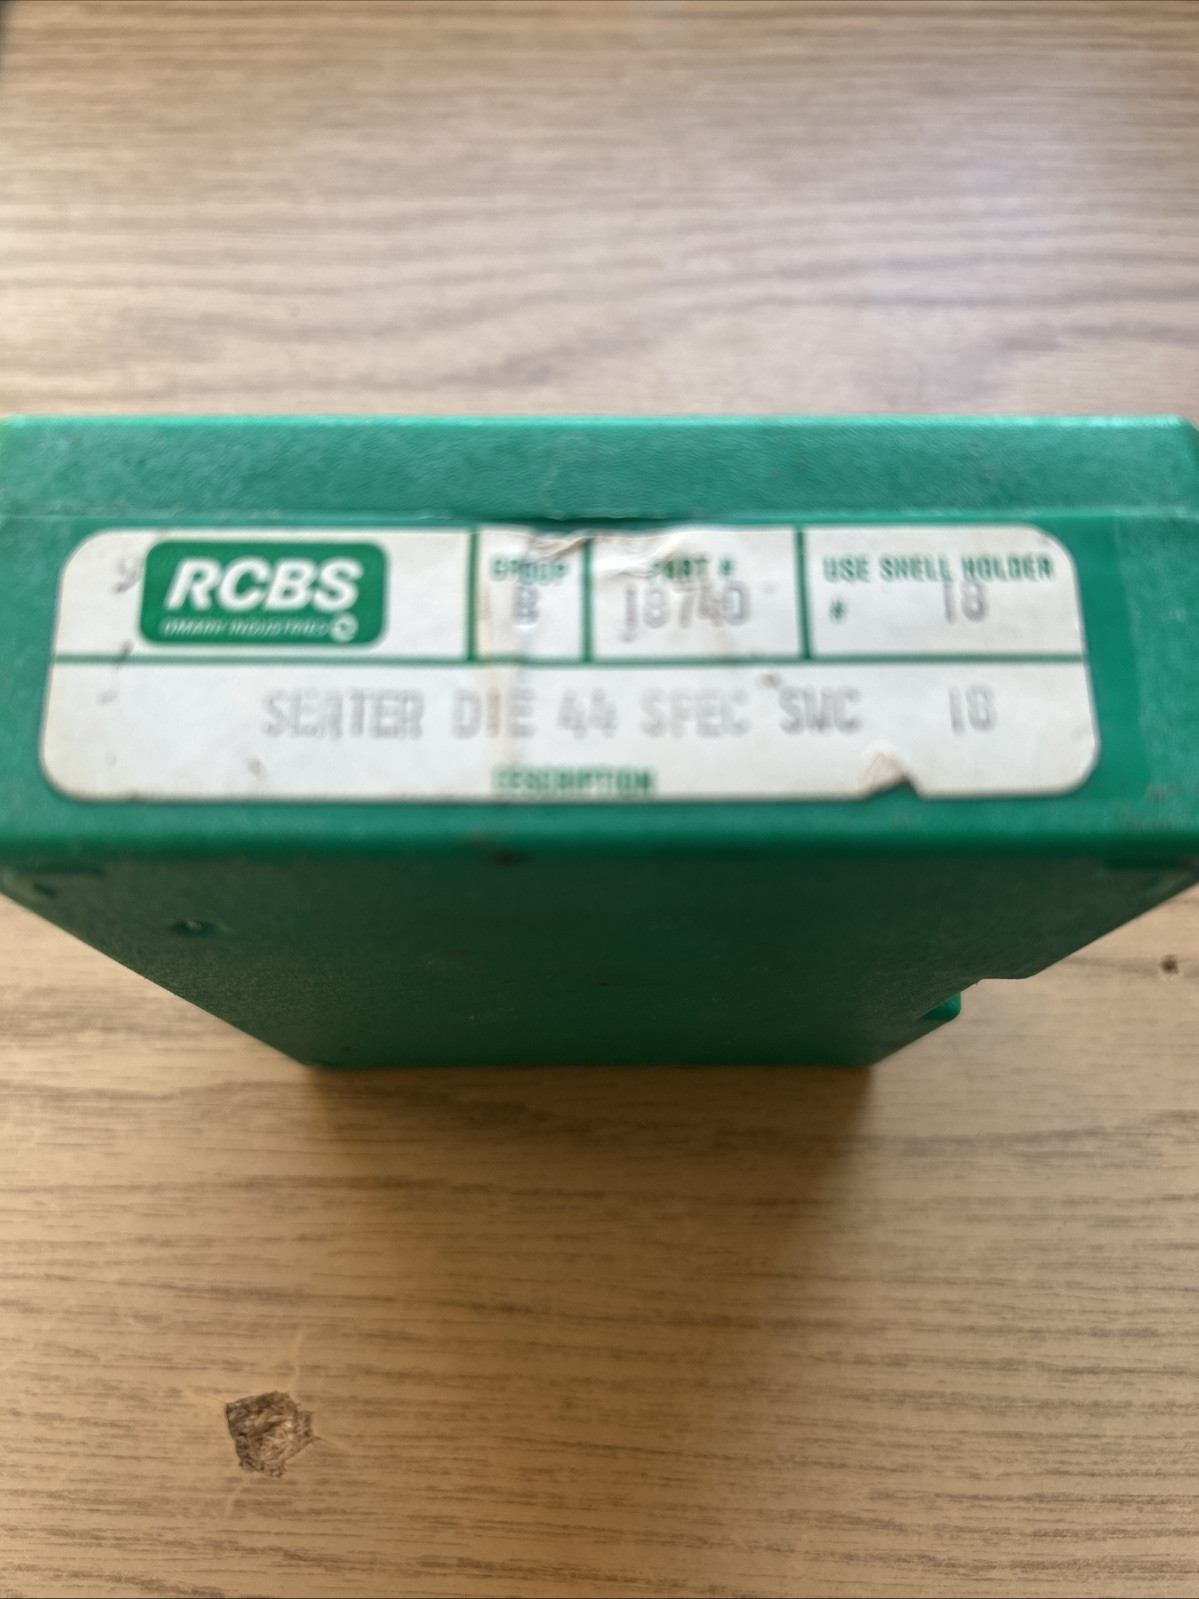 RCBS
OMARK INDUSTRIES
GROUP
B
PART #
18740
USE SHELL HOLDER
# 18
SEATER DIE 44 SPEC SWC 18
DESCRIPTION